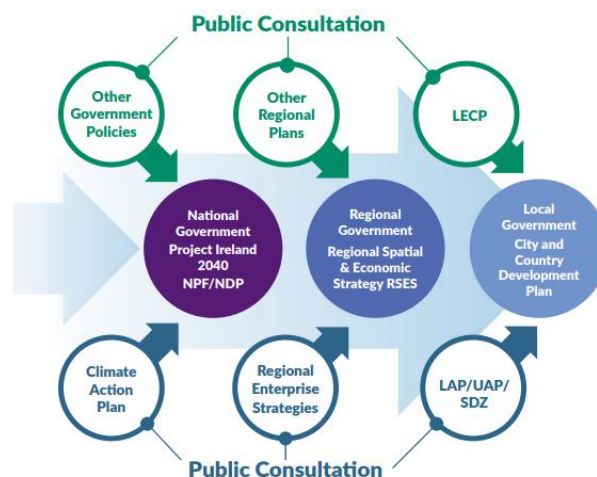 Public Consultation
Other
Government
Policies
Other
Regional
Plans
LECP
National
Government
Project Ireland
2040
NPF/NDP
Regional
Government
Regional Spatial
& Economic
Strategy RSES
Local
Government
City and
Country
Development
Plan
Climate
Action
Plan
Regional
Enterprise
Strategies
LAP/UAP/
SDZ
Public Consultation